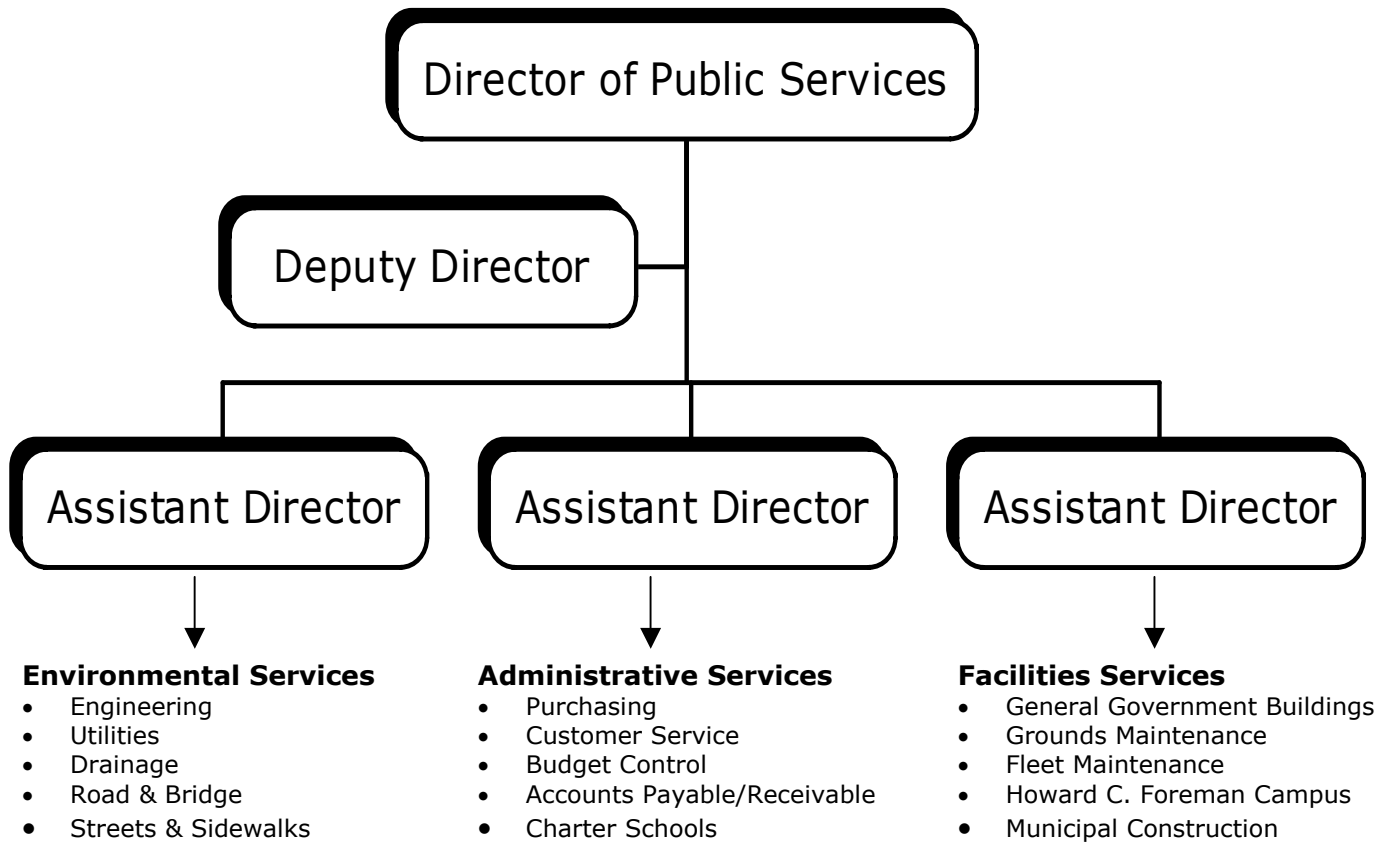 Director of Public Services
Deputy Director
Assistant Director
Assistant Director
Assistant Director
Environmental Services
• Engineering
• Utilities
• Drainage
• Road & Bridge
• Streets & Sidewalks
Administrative Services
• Purchasing
• Customer Service
• Budget Control
• Accounts Payable/Receivable
• Charter Schools
Facilities Services
• General Government Buildings
• Grounds Maintenance
• Fleet Maintenance
• Howard C. Foreman Campus
• Municipal Construction